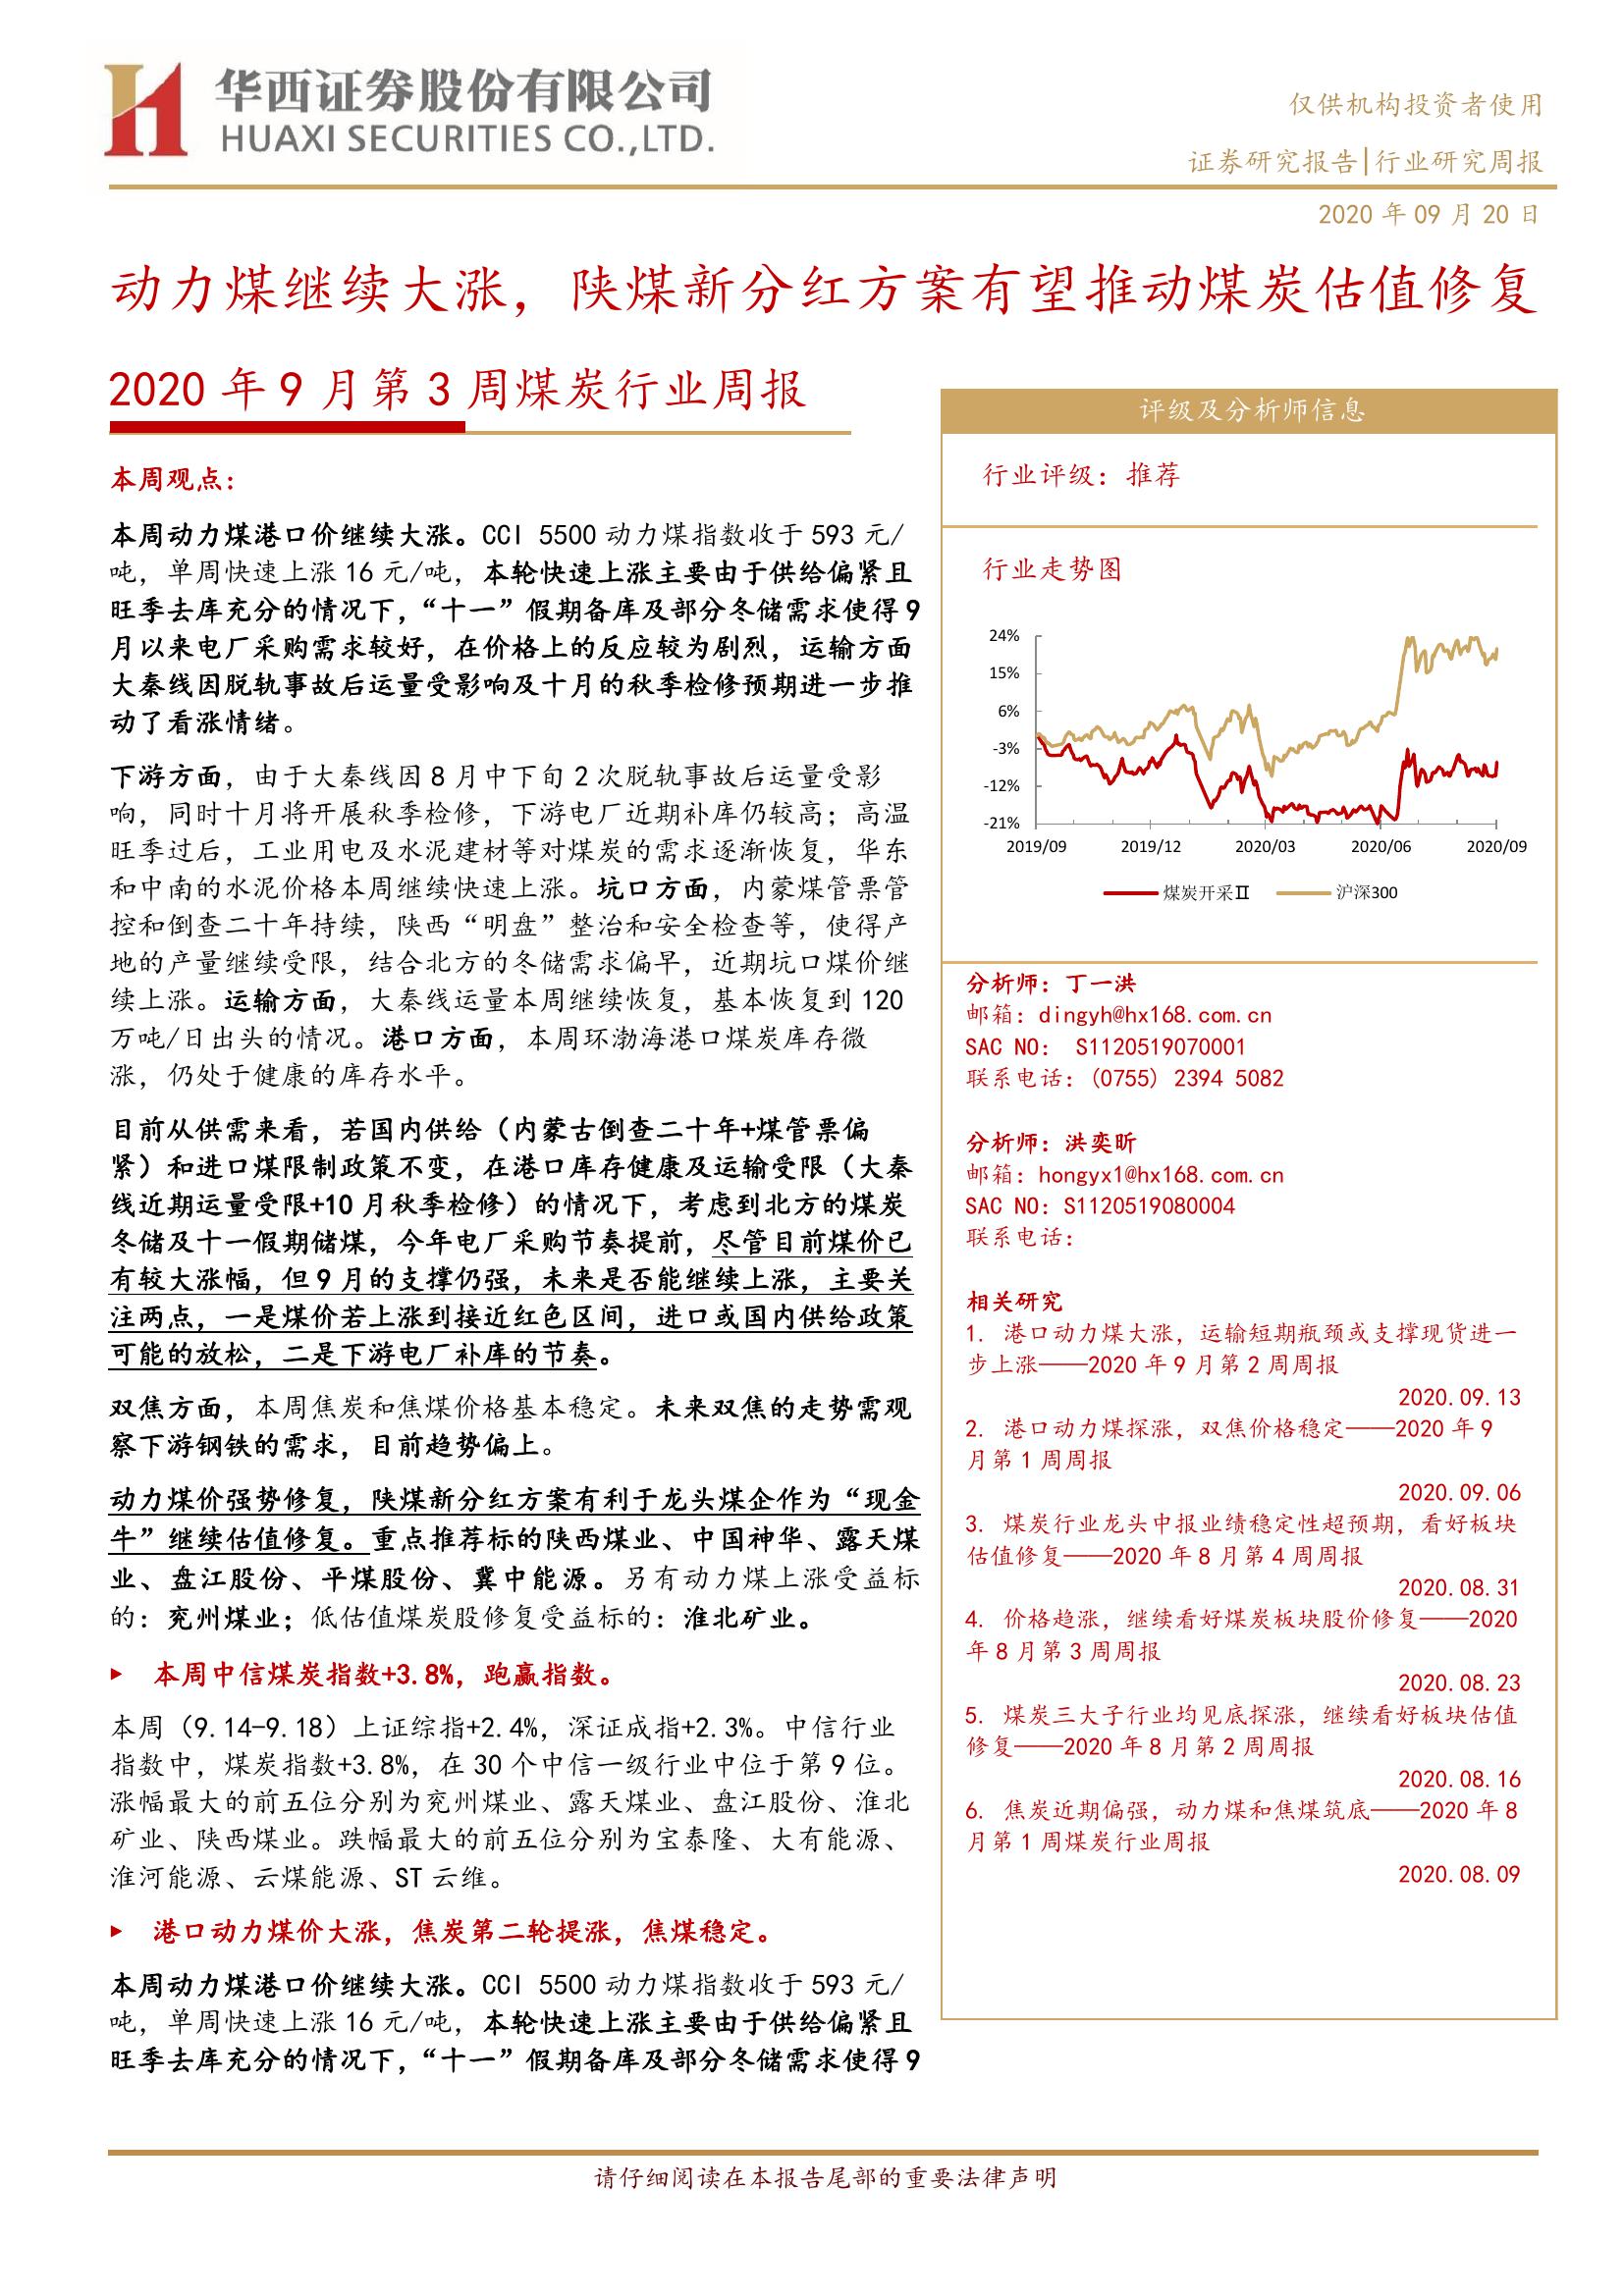 华西证券股份有限公司
HUAXI SECURITIES CO.,LTD.
仅供机构投资者使用
证券研究报告|行业研究周报
2020 年 09 月 20 日
动力煤继续大涨，陕煤新分红方案有望推动煤炭估值修复
2020 年 9 月第 3 周煤炭行业周报
本周观点：
本周动力煤港口价继续大涨。CCI 5500 动力煤指数收于 593 元/
吨，单周快速上涨 16 元/吨，本轮快速上涨主要由于供给偏紧且
旺季去库充分的情况下，“十一”假期备库及部分冬储需求使得 9
月以来电厂采购需求较好，在价格上的反应较为剧烈，运输方面
大秦线因脱轨事故后运量受影响及十月的秋季检修预期进一步推
动了看涨情绪。
下游方面，由于大秦线因 8 月中下旬 2 次脱轨事故后运量受影
响，同时十月将开展秋季检修，下游电厂近期补库仍较高；高温
旺季过后，工业用电及水泥建材等对煤炭的需求逐渐恢复，华东
和中南的水泥价格本周继续快速上涨。坑口方面，内蒙煤管票管
控和倒查二十年持续，陕西“明盘”整治和安全检查等，使得产
地的产量继续受限，结合北方的冬储需求偏早，近期坑口煤价继
续上涨。运输方面，大秦线运量本周继续恢复，基本恢复到 120
万吨/日出头的情况。港口方面，本周环渤海港口煤炭库存微
涨，仍处于健康的库存水平。
目前从供需来看，若国内供给（内蒙古倒查二十年+煤管票偏
紧）和进口煤限制政策不变，在港口库存健康及运输受限（大秦
线近期运量受限+10 月秋季检修）的情况下，考虑到北方的煤炭
冬储及十一假期储煤，今年电厂采购节奏提前，尽管目前煤价已
有较大涨幅，但 9 月的支撑仍强，未来是否能继续上涨，主要关
注两点，一是煤价若上涨到接近红色区间，进口或国内供给政策
可能的放松，二是下游电厂补库的节奏。
双焦方面，本周焦炭和焦煤价格基本稳定。未来双焦的走势需观
察下游钢铁的需求，目前趋势偏上。
动力煤价强势修复，陕煤新分红方案有利于龙头煤企作为“现金
牛”继续估值修复。重点推荐标的陕西煤业、中国神华、露天煤
业、盘江股份、平煤股份、冀中能源。另有动力煤上涨受益标
的：兖州煤业；低估值煤炭股修复受益标的：淮北矿业。
▶ 本周中信煤炭指数+3.8%，跑赢指数。
本周（9.14-9.18）上证综指+2.4%，深证成指+2.3%。中信行业
指数中，煤炭指数+3.8%，在 30 个中信一级行业中位于第 9 位。
涨幅最大的前五位分别为兖州煤业、露天煤业、盘江股份、淮北
矿业、陕西煤业。跌幅最大的前五位分别为宝泰隆、大有能源、
淮河能源、云煤能源、ST 云维。
▶ 港口动力煤价大涨，焦炭第二轮提涨，焦煤稳定。
本周动力煤港口价继续大涨。CCI 5500 动力煤指数收于 593 元/
吨，单周快速上涨 16 元/吨，本轮快速上涨主要由于供给偏紧且
旺季去库充分的情况下，“十一”假期备库及部分冬储需求使得 9
评级及分析师信息
行业评级：推荐
行业走势图
24%
15%
6%
-3%
-12%
-21%
2019/09 2019/12 2020/03 2020/06 2020/09
煤炭开采Ⅱ 沪深300
分析师：丁一洪
邮箱：dingyh@hx168.com.cn
SAC NO： S1120519070001
联系电话：(0755) 2394 5082
分析师：洪奕昕
邮箱：hongyx1@hx168.com.cn
SAC NO：S1120519080004
联系电话：
相关研究
1. 港口动力煤大涨，运输短期瓶颈或支撑现货进一
步上涨——2020 年 9 月第 2 周周报
2020.09.13
2. 港口动力煤探涨，双焦价格稳定——2020 年 9
月第 1 周周报
2020.09.06
3. 煤炭行业龙头中报业绩稳定性超预期，看好板块
估值修复——2020 年 8 月第 4 周周报
2020.08.31
4. 价格趋涨，继续看好煤炭板块股价修复——2020
年 8 月第 3 周周报
2020.08.23
5. 煤炭三大子行业均见底探涨，继续看好板块估值
修复——2020 年 8 月第 2 周周报
2020.08.16
6. 焦炭近期偏强，动力煤和焦煤筑底——2020 年 8
月第 1 周煤炭行业周报
2020.08.09
请仔细阅读在本报告尾部的重要法律声明